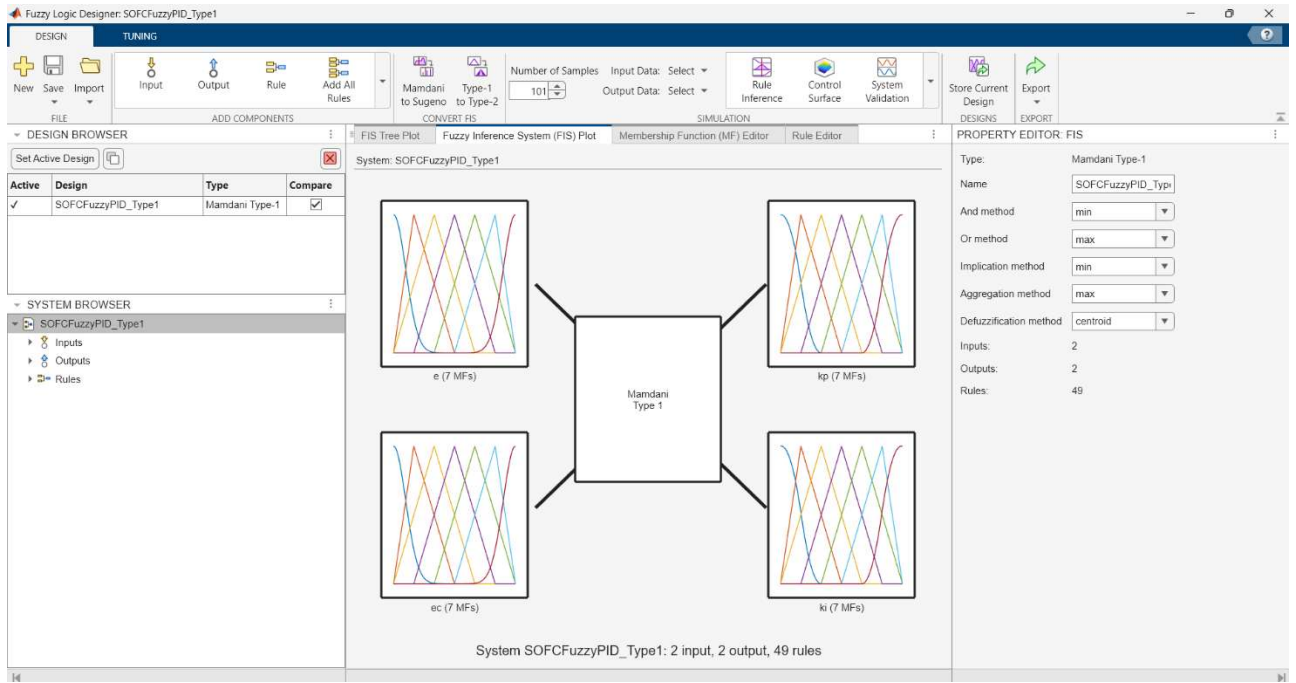 Fuzzy Logic Designer: SOFCFuzzyPID_Type1
DESIGN TUNING
New Save Import
Input Output Rule Add All Rules
Mamdani to Sugeno Type-1 to Type-2
Number of Samples 101
Input Data: Select
Output Data: Select
Rule Inference Control Surface System Validation
Store Current Design Export
FILE ADD COMPONENTS CONVERT FIS SIMULATION DESIGNS EXPORT
DESIGN BROWSER
Set Active Design
Active Design Type Compare
✓ SOFCFuzzyPID_Type1 Mamdani Type-1
SYSTEM BROWSER
SOFCFuzzyPID_Type1
Inputs
Outputs
Rules
FIS Tree Plot Fuzzy Inference System (FIS) Plot Membership Function (MF) Editor Rule Editor
System: SOFCFuzzyPID_Type1
e (7 MFs)
kp (7 MFs)
Mamdani
Type 1
ec (7 MFs)
ki (7 MFs)
System SOFCFuzzyPID_Type1: 2 input, 2 output, 49 rules
PROPERTY EDITOR: FIS
Type: Mamdani Type-1
Name SOFCFuzzyPID_Typ
And method min
Or method max
Implication method min
Aggregation method max
Defuzzification method centroid
Inputs: 2
Outputs: 2
Rules: 49